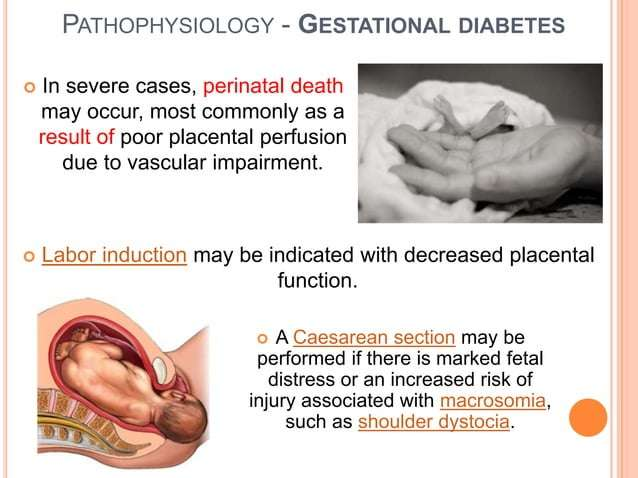 PATHOPHYSIOLOGY - GESTATIONAL DIABETES
In severe cases, perinatal death
may occur, most commonly as a
result of poor placental perfusion
due to vascular impairment.
Labor induction may be indicated with decreased placental
function.
A Caesarean section may be
performed if there is marked fetal
distress or an increased risk of
injury associated with macrosomia,
such as shoulder dystocia.